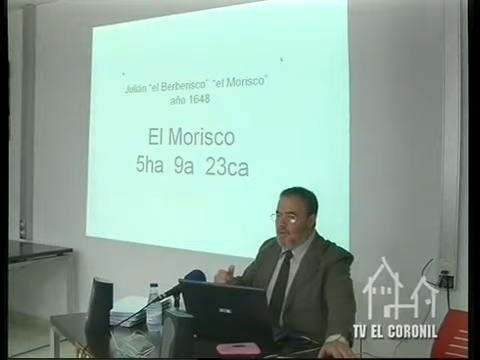 Julián "el Berberisco" "el Morisco"
año 1648
El Morisco
5ha 9a 23ca
TV EL CORONIL